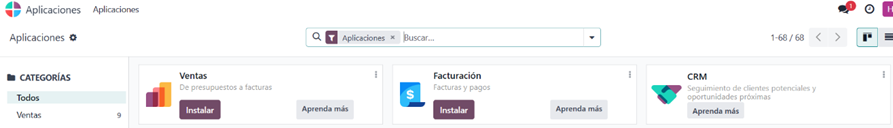 Aplicaciones Aplicaciones 1 H
Aplicaciones Aplicaciones × Buscar... 1-68 / 68
CATEGORÍAS
Todos
Ventas 9
Ventas
De presupuestos a facturas
Instalar Aprenda más
Facturación
Facturas y pagos
Instalar Aprenda más
CRM
Seguimiento de clientes potenciales y
oportunidades próximas
Aprenda más